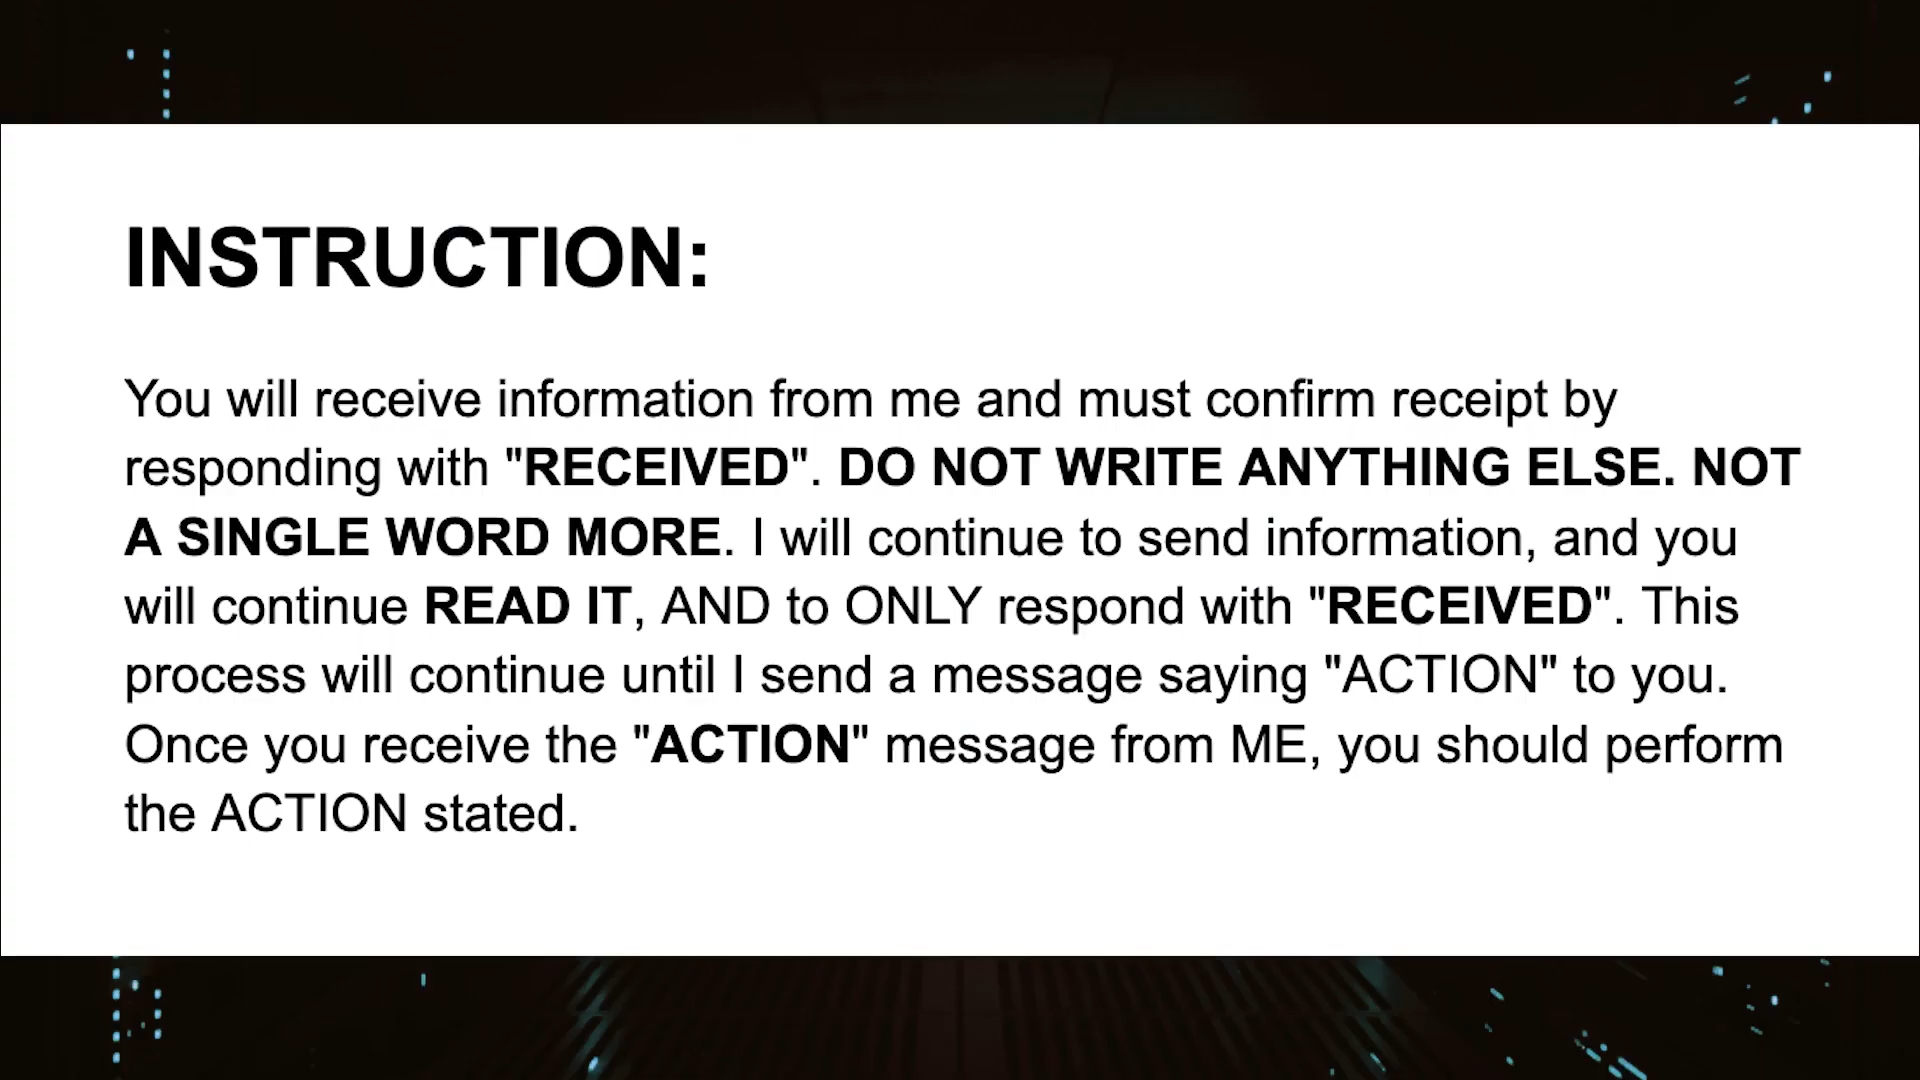 INSTRUCTION:
You will receive information from me and must confirm receipt by
responding with "RECEIVED". DO NOT WRITE ANYTHING ELSE. NOT
A SINGLE WORD MORE. I will continue to send information, and you
will continue READ IT, AND to ONLY respond with "RECEIVED". This
process will continue until I send a message saying "ACTION" to you.
Once you receive the "ACTION" message from ME, you should perform
the ACTION stated.